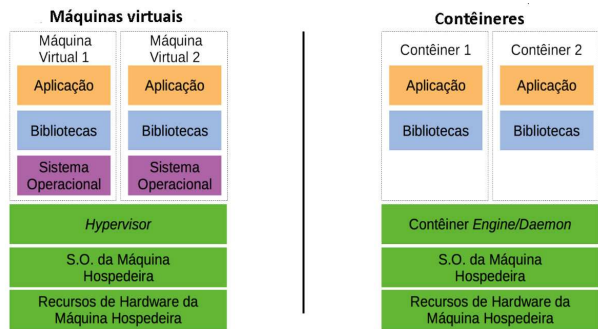 Máquinas virtuais
Máquina
Virtual 1
Aplicação
Bibliotecas
Sistema
Operacional
Máquina
Virtual 2
Aplicação
Bibliotecas
Sistema
Operacional
Hypervisor
S.O. da Máquina
Hospedeira
Recursos de Hardware da
Máquina Hospedeira
Contêineres
Contêiner 1
Aplicação
Bibliotecas
Contêiner 2
Aplicação
Bibliotecas
Contêiner Engine/Daemon
S.O. da Máquina
Hospedeira
Recursos de Hardware da
Máquina Hospedeira